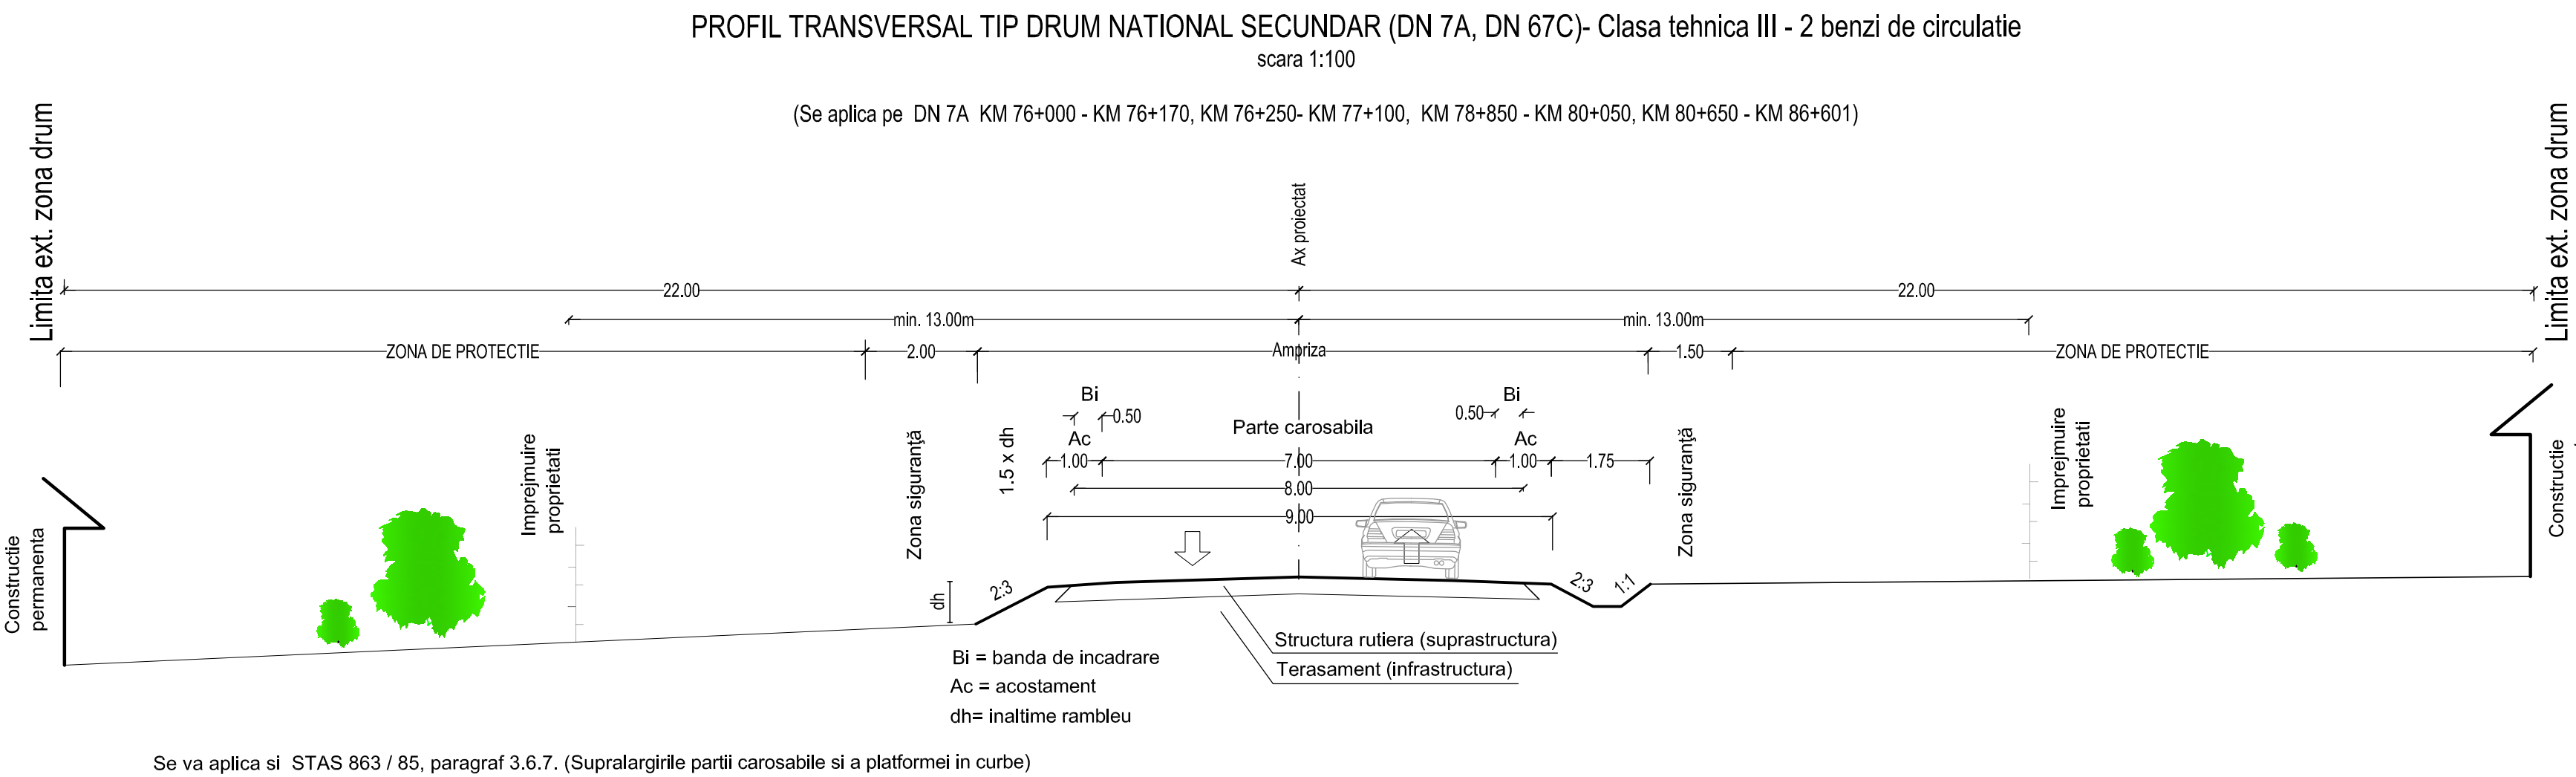 PROFIL TRANSVERSAL TIP DRUM NATIONAL SECUNDAR (DN 7A, DN 67C)- Clasa tehnica III - 2 benzi de circulatie
scara 1:100
(Se aplica pe DN 7A KM 76+000 - KM 76+170, KM 76+250- KM 77+100, KM 78+850 - KM 80+050, KM 80+650 - KM 86+601)
Limita ext. zona drum
Ax proiectat
Limita ext. zona drum
22.00
22.00
min. 13.00m
min. 13.00m
ZONA DE PROTECTIE
2.00
Ampriza
1.50
ZONA DE PROTECTIE
Bi
Bi
0.50
0.50
Parte carosabila
Ac
Ac
1.00
7.00
1.00
1.75
8.00
9.00
1.5 x dh
Zona siguranţă
Zona siguranţă
Imprejmuire
proprietati
Imprejmuire
proprietati
Constructie
permanenta
Constructie
dh
2:3
2:3
1:1
Structura rutiera (suprastructura)
Terasament (infrastructura)
Bi = banda de incadrare
Ac = acostament
dh= inaltime rambleu
Se va aplica si STAS 863 / 85, paragraf 3.6.7. (Supralargirile partii carosabile si a platformei in curbe)